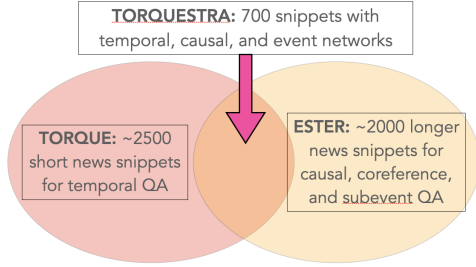 TORQUESTRA: 700 snippets with
temporal, causal, and event networks
TORQUE: ~2500
short news snippets
for temporal QA
ESTER: ~2000 longer
news snippets for
causal, coreference,
and subevent QA